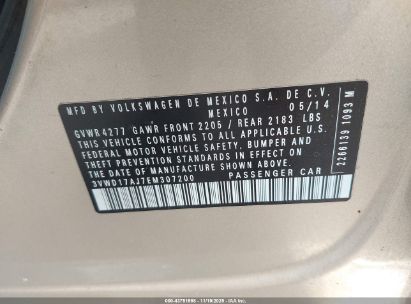 MFD BY VOLKSWAGEN DE MEXICO S.A. DE C.V.
MEXICO 05/14
GVWR 4277 GAWR FRONT 2205 / REAR 2183 LBS
THIS VEHICLE CONFORMS TO ALL APPLICABLE U.S.
FEDERAL MOTOR VEHICLE SAFETY, BUMPER, AND
THEFT PREVENTION STANDARDS IN EFFECT ON
THE DATE OF MANUFACTURE SHOWN ABOVE.
3VWD17AJ7EM307200 PASSENGER CAR
2266139 1093 M